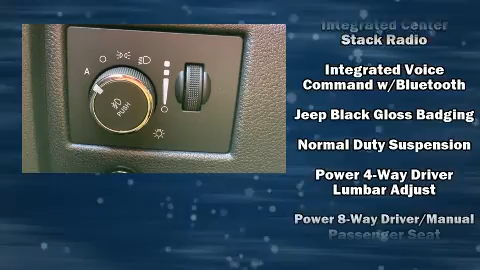 A
PUSH
Integrated Center
Stack Radio
Integrated Voice
Command w/Bluetooth
Jeep Black Gloss Badging
Normal Duty Suspension
Power 4-Way Driver
Lumbar Adjust
Power 8-Way Driver/Manual
Passenger Seat